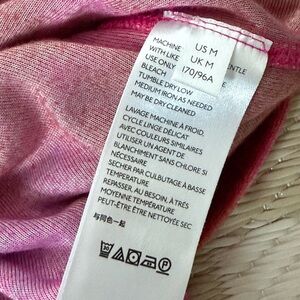 US M
UK M
170/96A
MACHINE
WITH LIKE
USE ONLY ENTLE
BLEACH
TUMBLE DRY LOW
MEDIUM IRON AS NEEDED
MAY BE DRY CLEANED
LAVAGE MACHINE À FROID,
CYCLE LINGE DÉLICAT
AVEC COULEURS SIMILAIRES
UTILISER UN AGENT DE
BLANCHIMENT SANS CHLORE SI
NÉCESSAIRE
SÉCHER PAR CULBUTAGE À BASSE
TEMPÉRATURE
REPASSER, AU BESOIN, À TEMPÉRATURE MOYENNE
PEUT-ÊTRE ÊTRE NETTOYÉE SEC
与同色一起